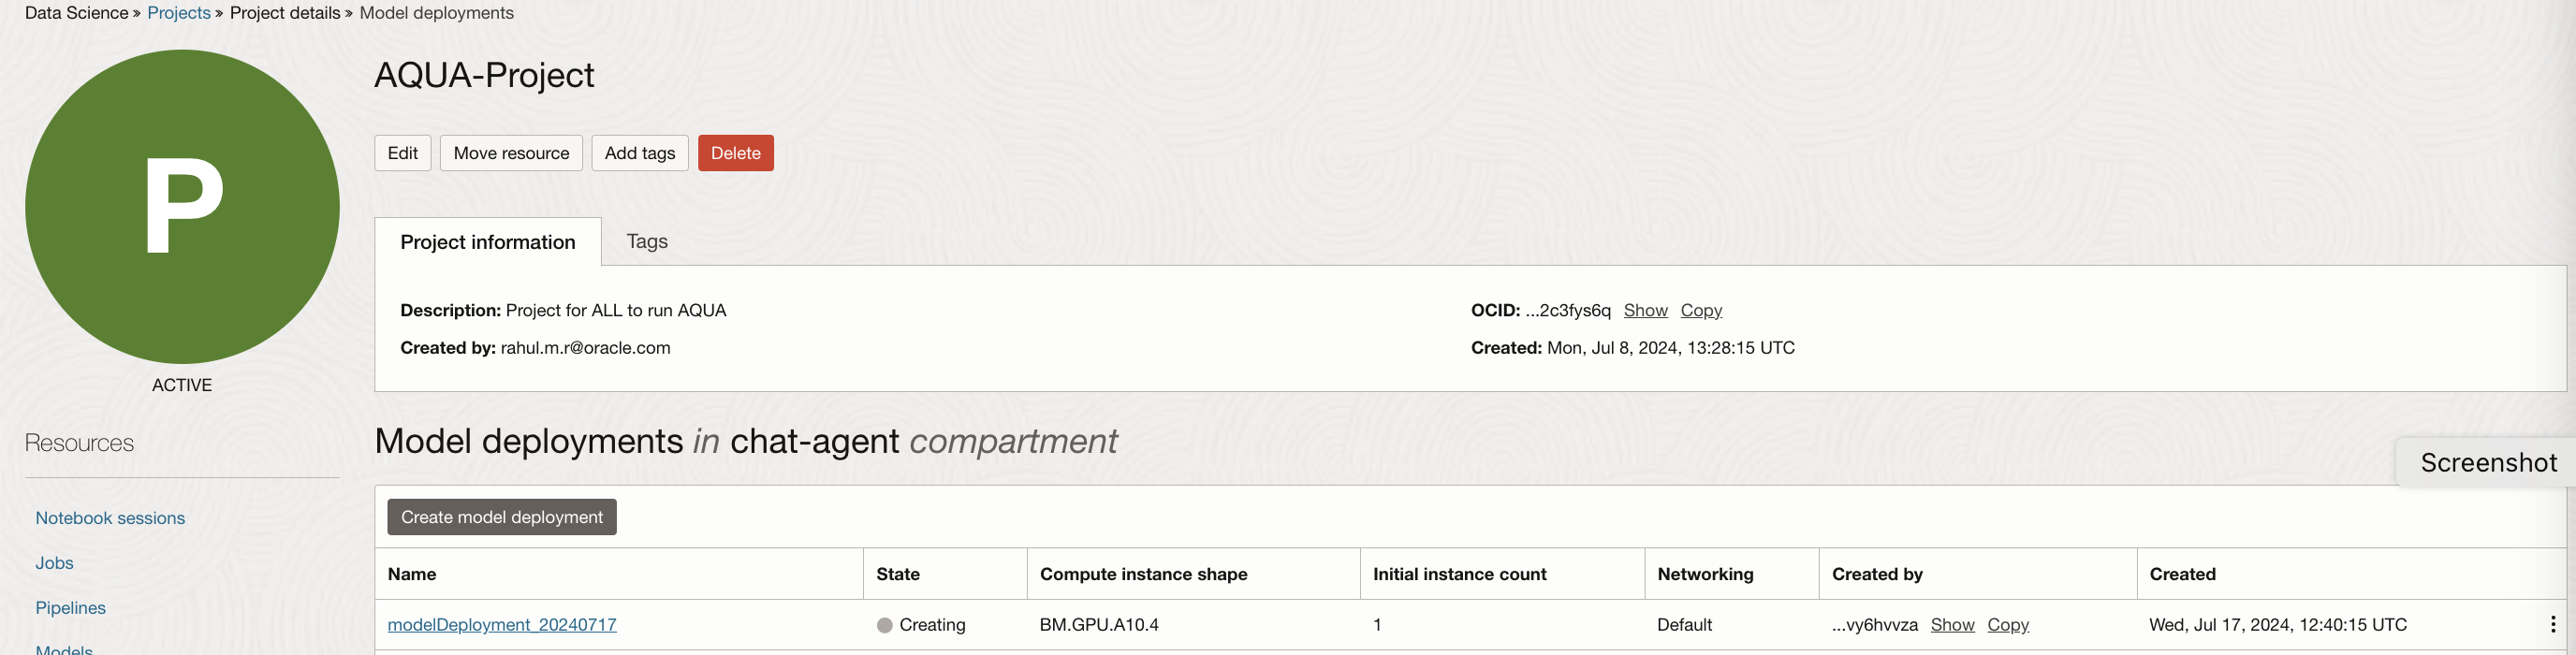 Data Science » Projects » Project details » Model deployments
P
ACTIVE
AQUA-Project
Edit Move resource Add tags Delete
Project information Tags
Description: Project for ALL to run AQUA
Created by: rahul.m.r@oracle.com
OCID: ...2c3fys6q Show Copy
Created: Mon, Jul 8, 2024, 13:28:15 UTC
Resources
Notebook sessions
Jobs
Pipelines
Models
Model deployments in chat-agent compartment
Screenshot
Create model deployment
Name State Compute instance shape Initial instance count Networking Created by Created
modelDeployment_20240717 Creating BM.GPU.A10.4 1 Default ...vy6hvvza Show Copy Wed, Jul 17, 2024, 12:40:15 UTC